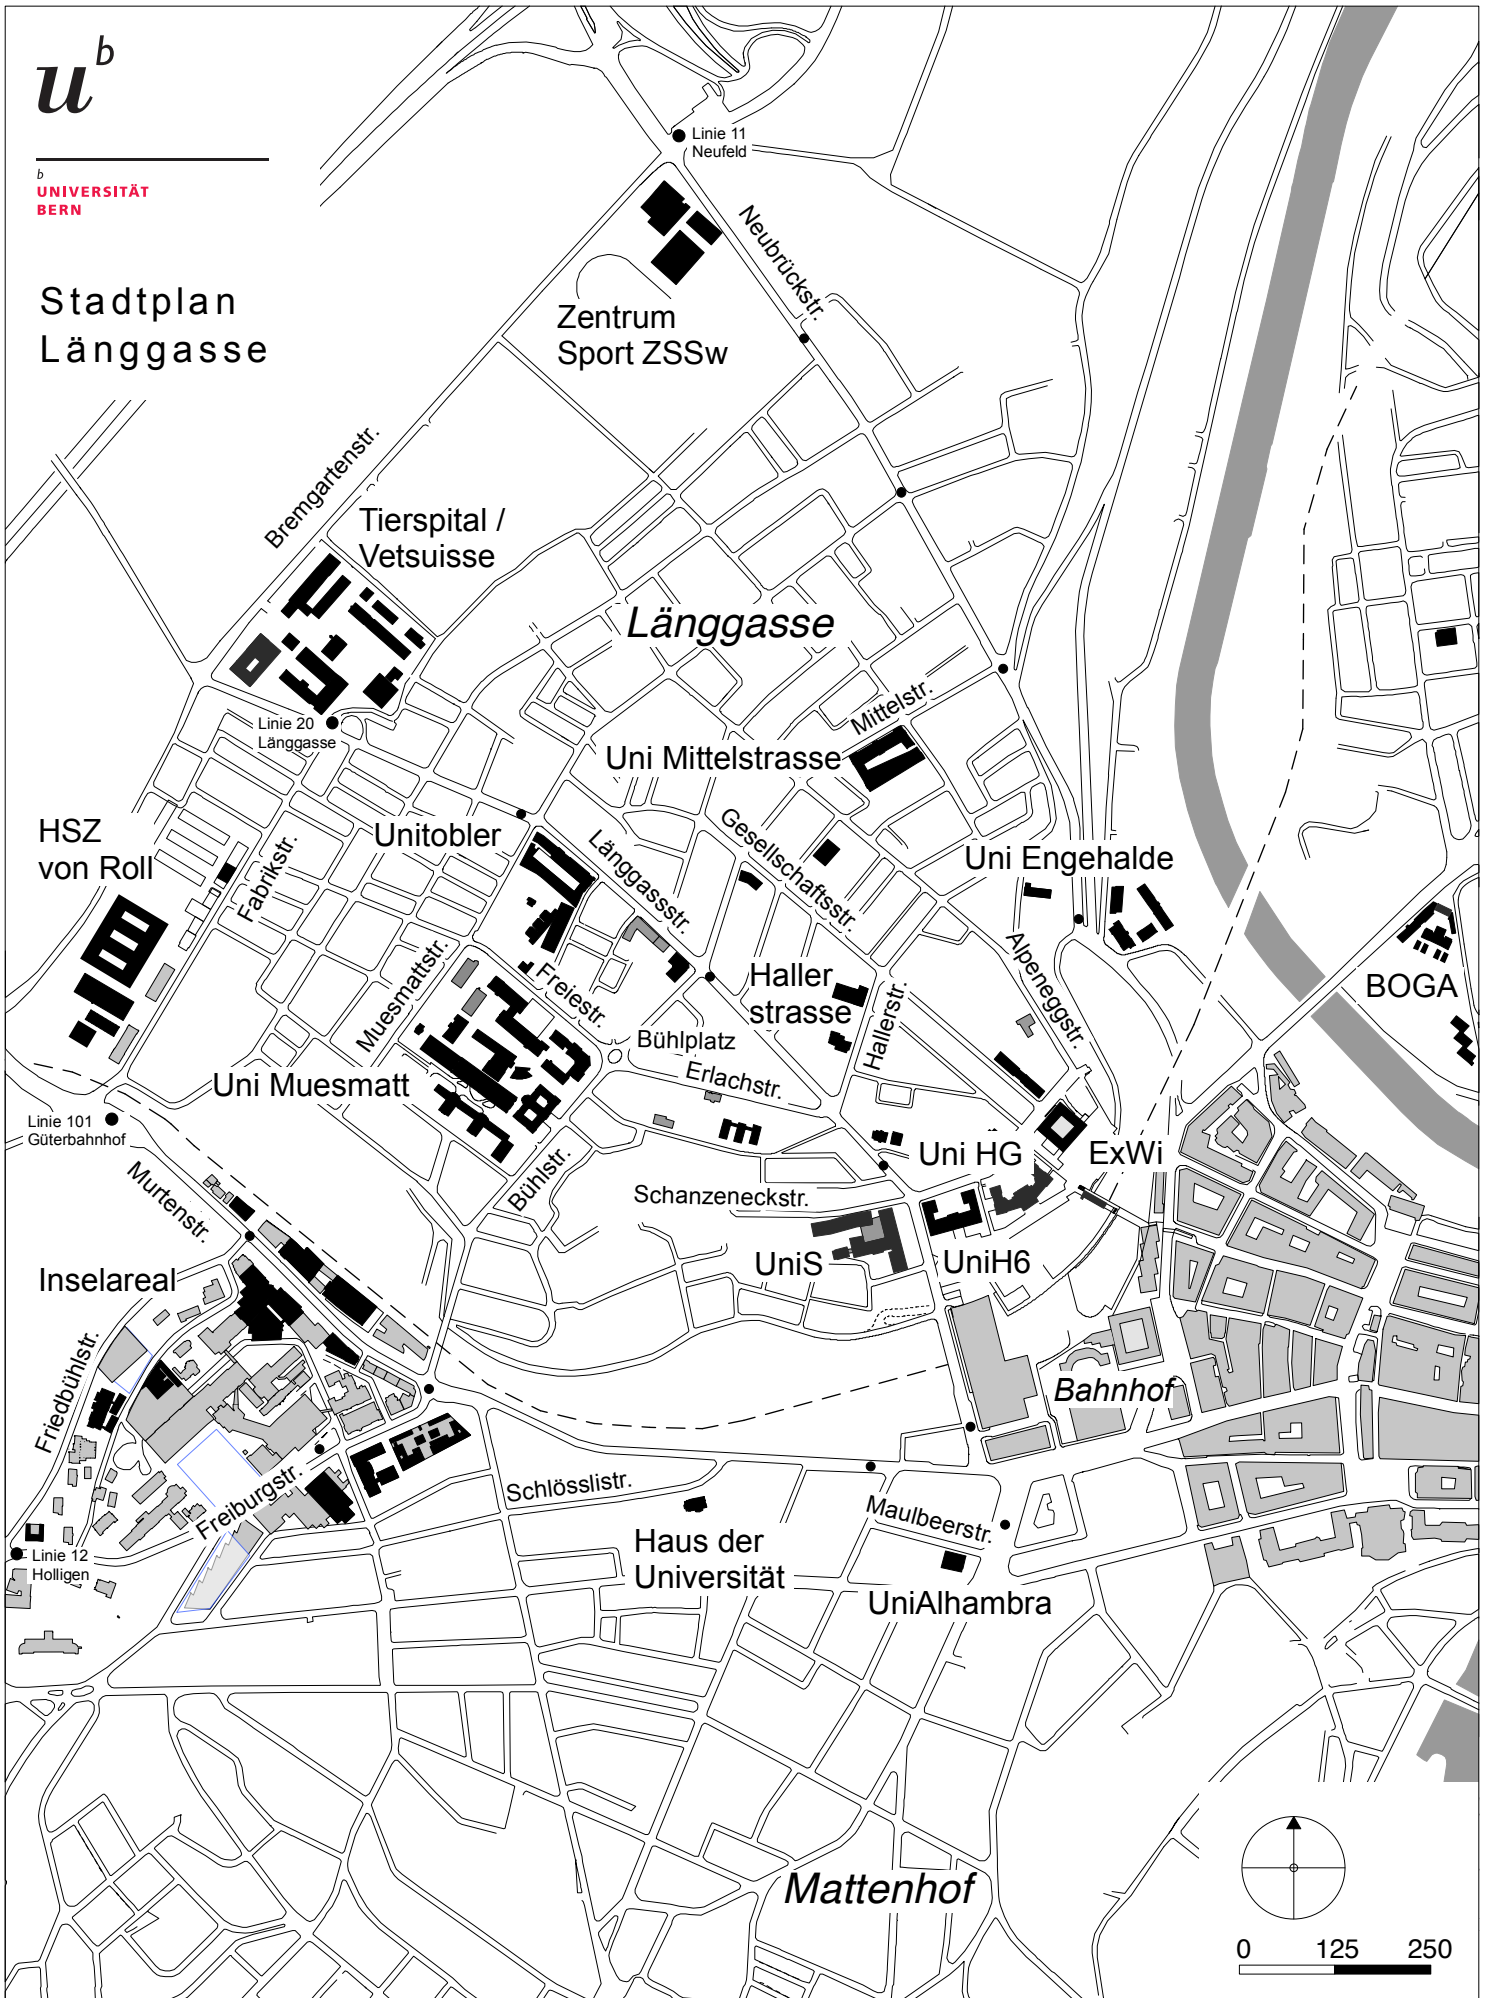 u^b
b
UNIVERSITÄT
BERN
Stadtplan
Länggasse
Linie 11
Neufeld
Neubrückstr.
Zentrum
Sport ZSSw
Bremgartenstr.
Tierspital /
Vetsuisse
Länggasse
Mittelstr.
Linie 20
Länggasse
Uni Mittelstrasse
HSZ
von Roll
Unitobler
Länggassstr.
Gesellschaftsstr.
Uni Engehalde
Fabrikstr.
Muesmattstr.
Freiestr.
Haller
strasse
Hallerstr.
Alpeneggstr.
BOGA
Bühlplatz
Erlachstr.
Uni Muesmatt
Linie 101
Güterbahnhof
Uni HG
ExWi
Murtenstr.
Bühlstr.
Schanzeneckstr.
Inselareal
UniS
UniH6
Friedbühlstr.
Bahnhof
Freiburgstr.
Schlösslistr.
Maulbeerstr.
Haus der
Universität
Linie 12
Holligen
UniAlhambra
Mattenhof
0 125 250